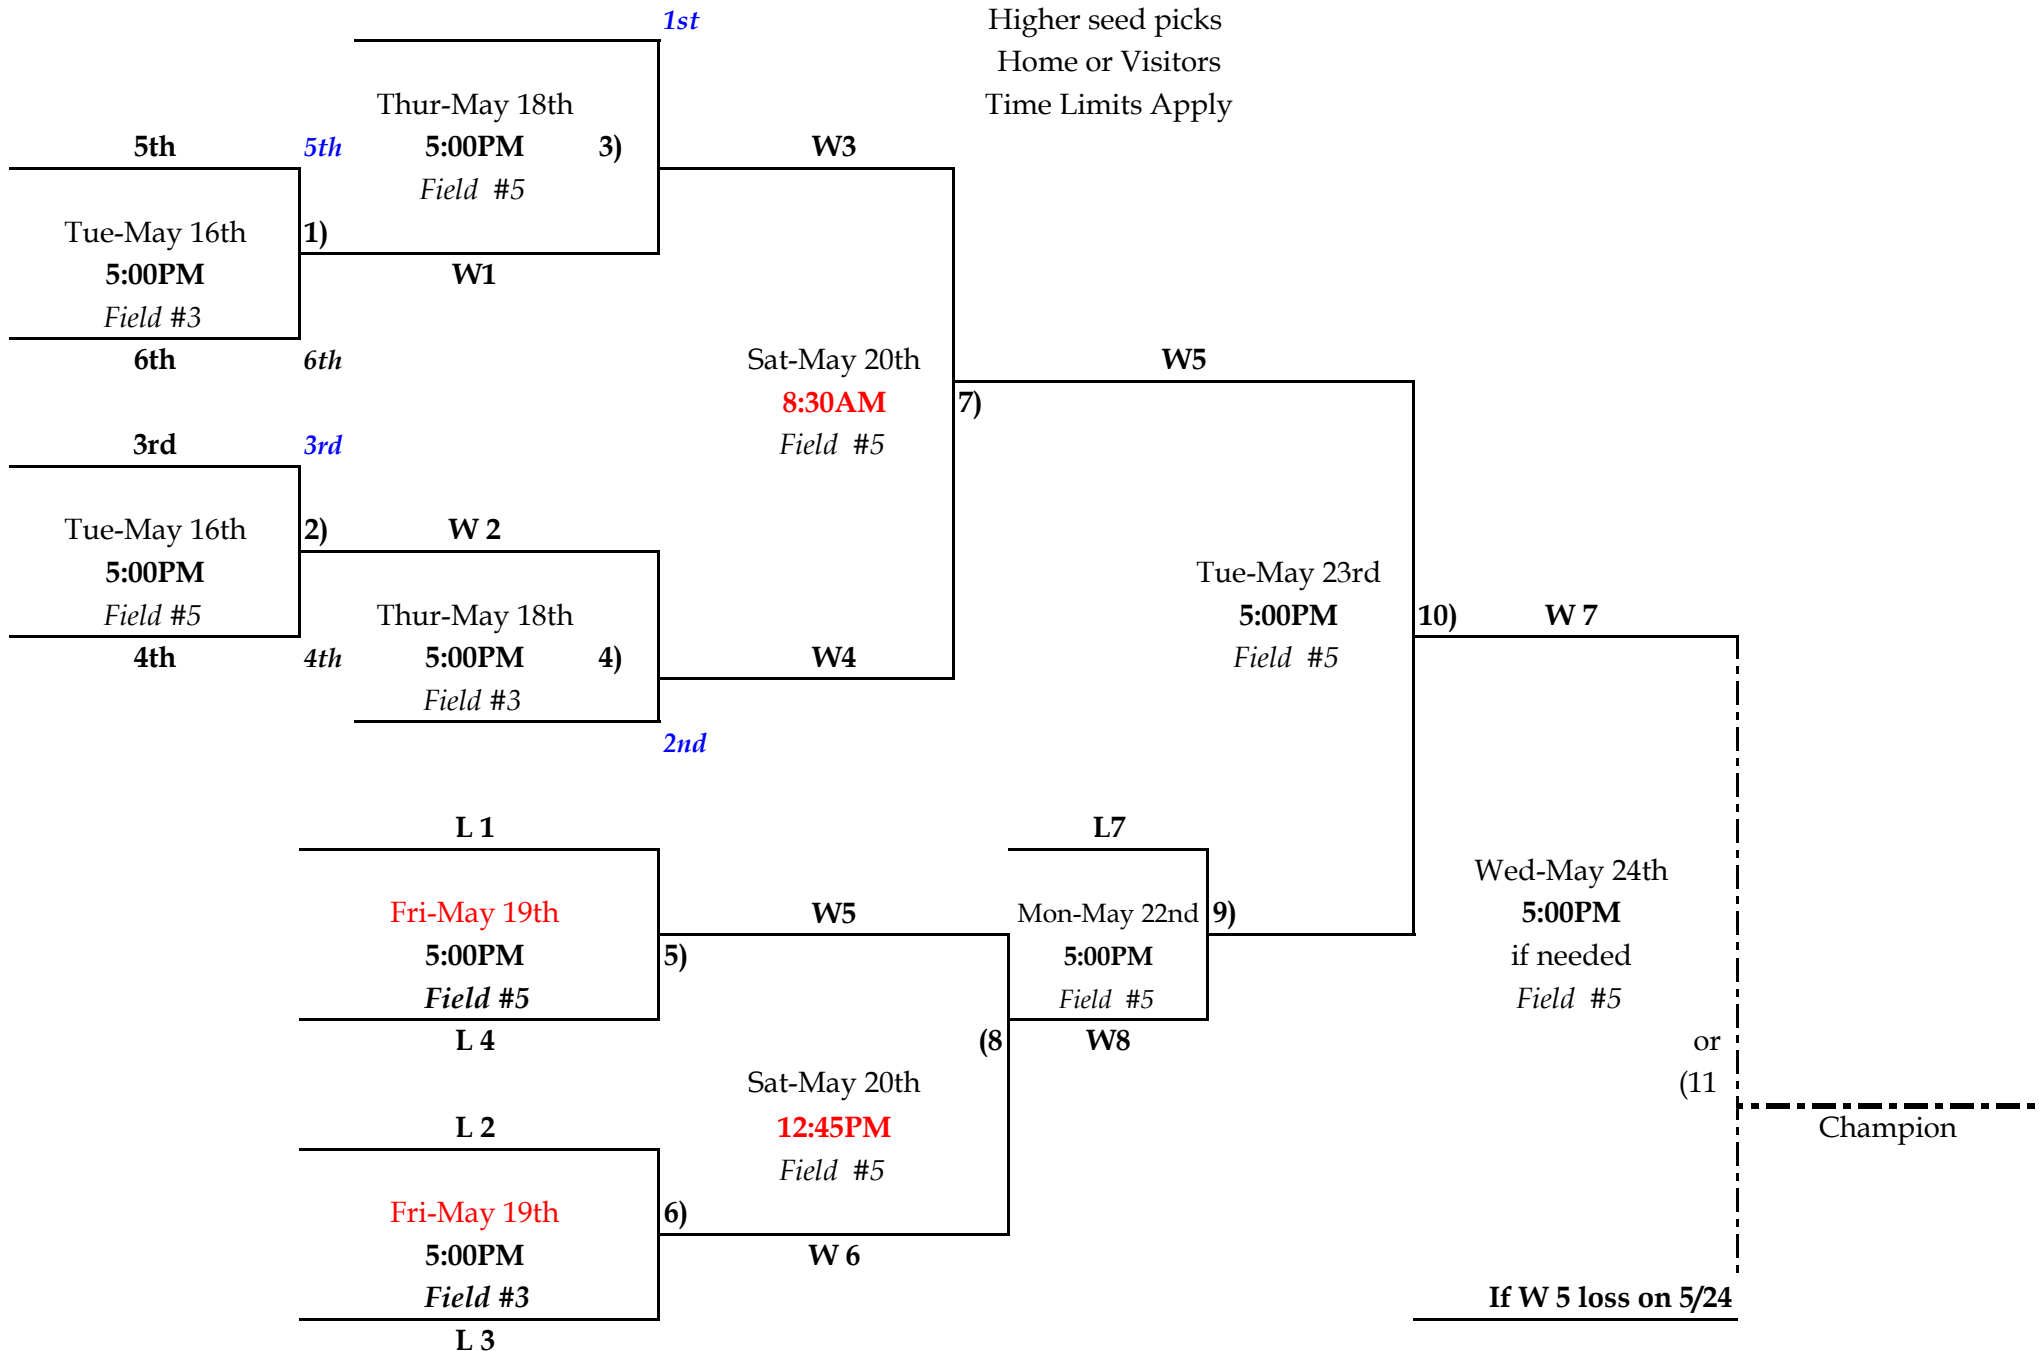 1st
Higher seed picks
Home or Visitors
Time Limits Apply
Thur-May 18th
5:00PM 3)
Field #5
5th 5th
W3
Tue-May 16th 1)
5:00PM
Field #3
W1
6th 6th
Sat-May 20th
8:30AM 7)
Field #5
W5
3rd 3rd
Tue-May 16th 2)
5:00PM
Field #5
W 2
4th 4th
Thur-May 18th
5:00PM 4)
Field #3
W4
2nd
Tue-May 23rd
5:00PM 10)
Field #5
W 7
L 1
Fri-May 19th
5:00PM 5)
Field #5
L 4
W5
L7
Mon-May 22nd 9)
5:00PM
Field #5
(8 W8
Wed-May 24th
5:00PM
if needed
Field #5
or
(11
Champion
Sat-May 20th
12:45PM
Field #5
L 2
Fri-May 19th 6)
5:00PM
Field #3
L 3
W 6
If W 5 loss on 5/24